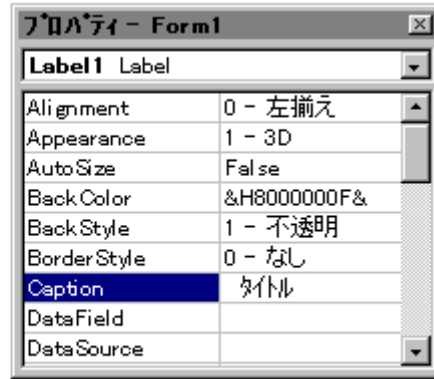 ﾌﾟﾛﾊﾟﾃｨ - Form1
Label1 Label
Alignment 0 - 左揃え
Appearance 1 - 3D
AutoSize False
BackColor &H8000000F&
BackStyle 1 - 不透明
BorderStyle 0 - なし
Caption ﾀｲﾄﾙ
DataField
DataSource